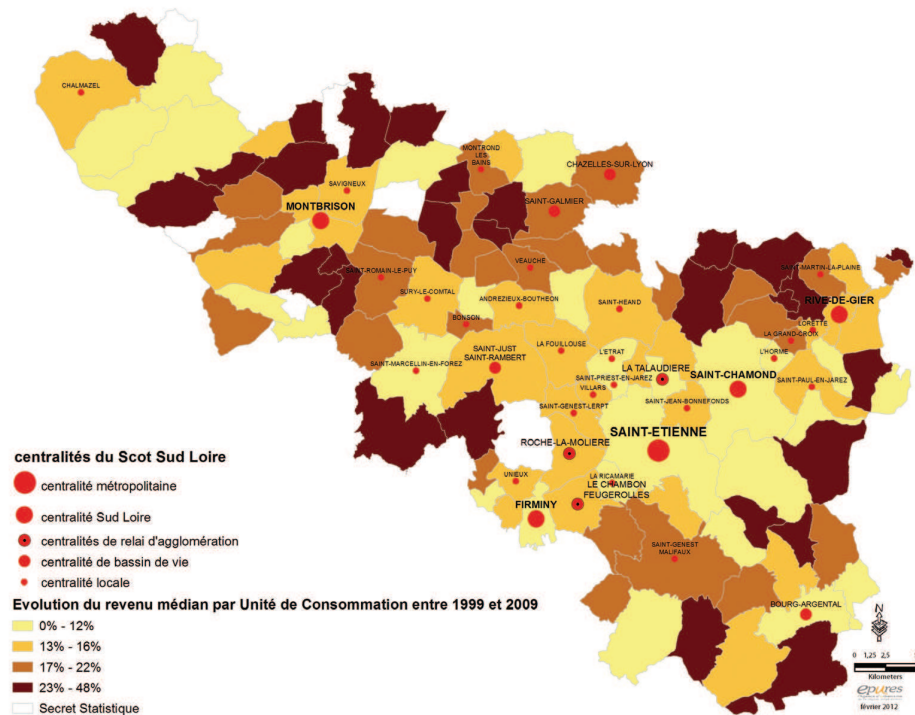 CHALMAZEL
MONTROND
LES
BAINS
CHAZELLES-SUR-LYON
SAVIGNEUX
SAINT-GALMIER
MONTBRISON
VEAUCHE
SAINT-MARTIN-LA-PLAINE
SAINT-ROMAIN-LE-PUY
SURY-LE-COMTAL
ANDREZIEUX-BOUTHEON
SAINT-HEAND
RIVE-DE-GIER
BONSON
LORETTE
LA GRAND-CROIX
SAINT-JUST
SAINT-RAMBERT
LA FOUILLOUSE
L'ETRAT
L'HORME
SAINT-MARCELLIN-EN-FOREZ
LA TALAUDIERE
SAINT-CHAMOND
SAINT-PRIEST-EN-JAREZ
SAINT-PAUL-EN-JAREZ
VILLARS
SAINT-GENEST-LERPT
SAINT-JEAN-BONNEFONDS
SAINT-ETIENNE
ROCHE-LA-MOLIERE
UNIEUX
LA RICAMARIE
LE CHAMBON
FEUGEROLLES
FIRMINY
SAINT-GENEST
MALIFAUX
BOURG-ARGENTAL
centralités du Scot Sud Loire
centralité métropolitaine
centralité Sud Loire
centralités de relai d'agglomération
centralité de bassin de vie
centralité locale
Evolution du revenu médian par Unité de Consommation entre 1999 et 2009
0% - 12%
13% - 16%
17% - 22%
23% - 48%
Secret Statistique
N
0 1,25 2,5
Kilometers
epures
février 2012